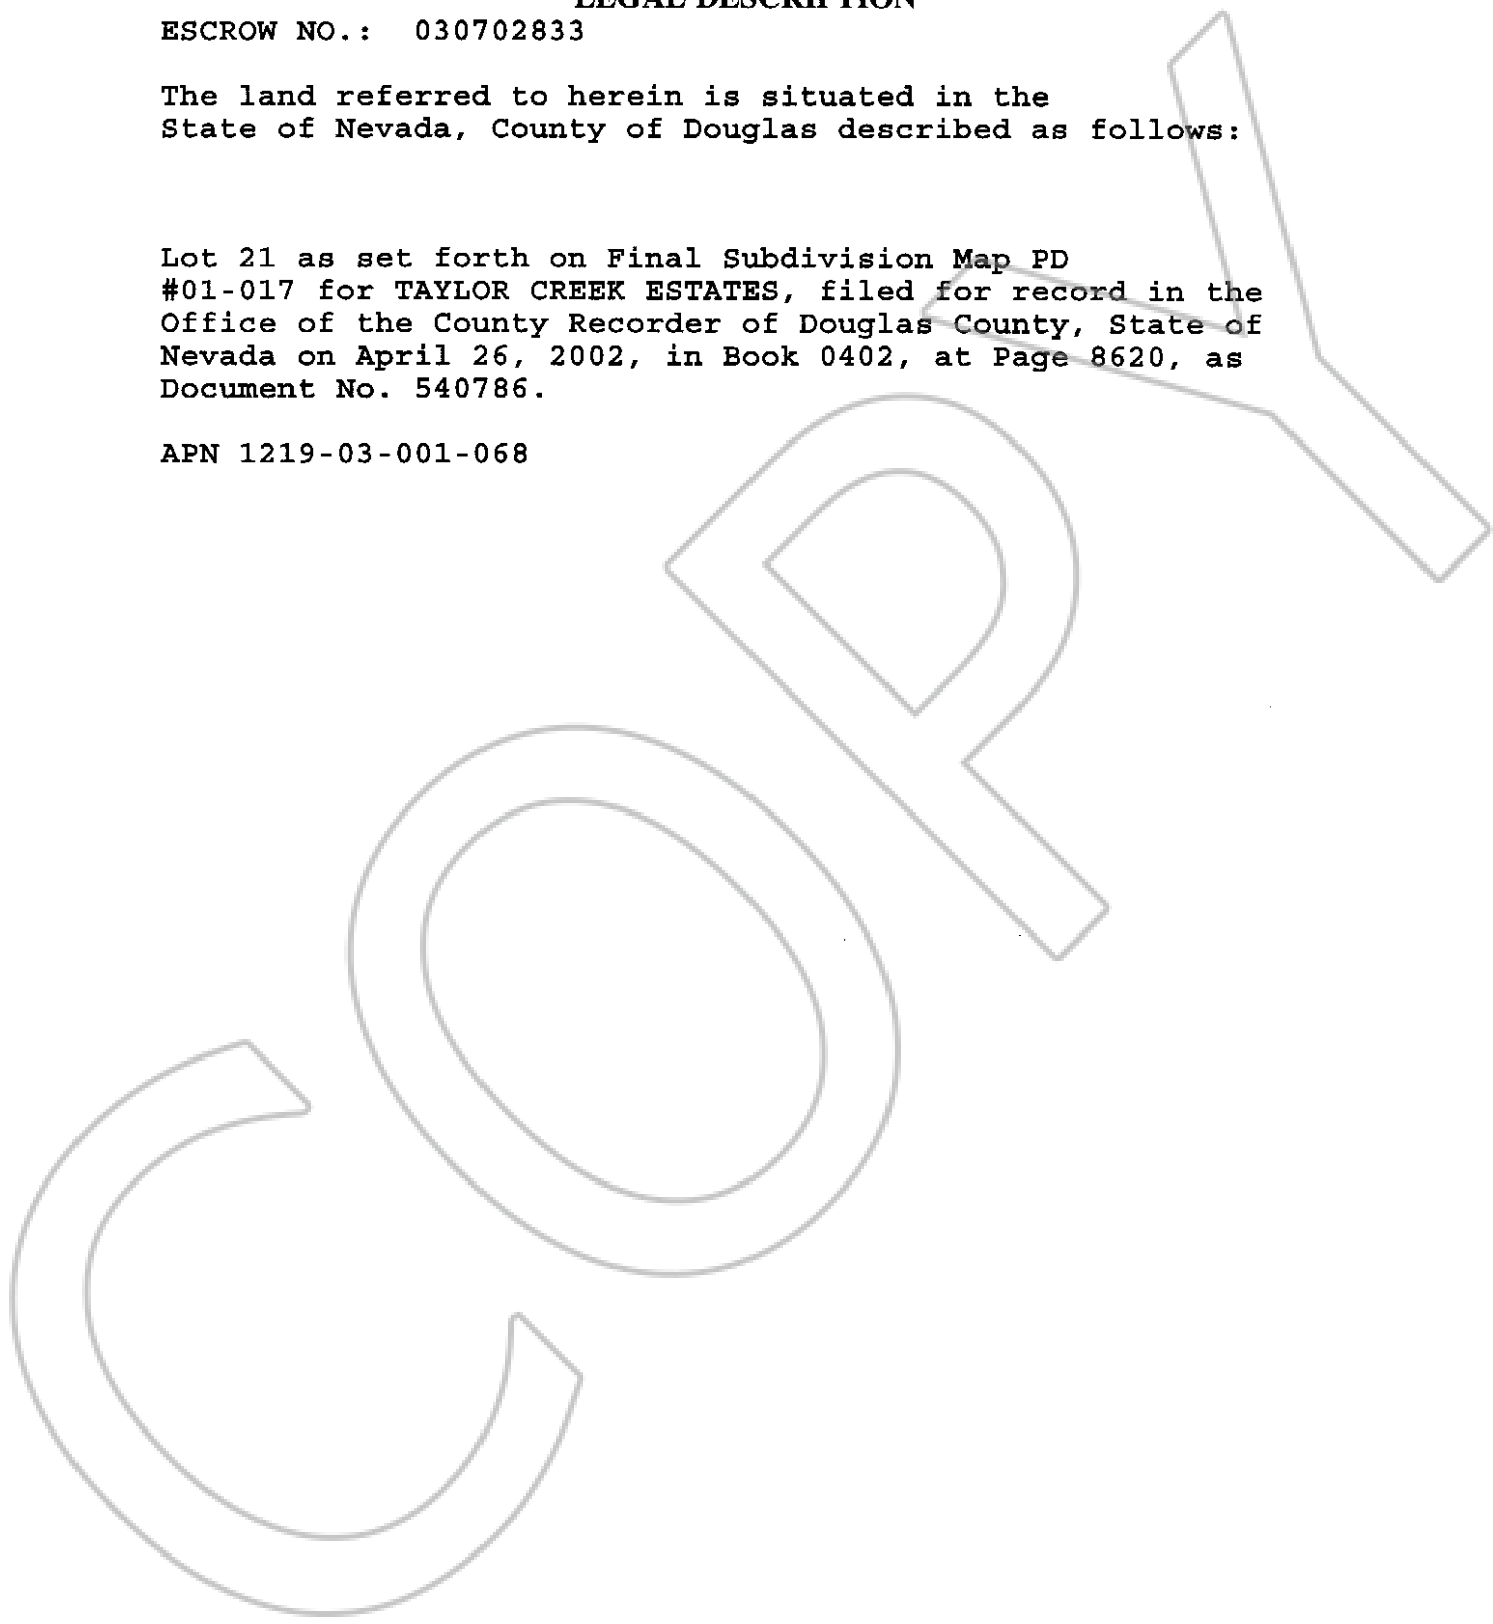 LEGAL DESCRIPTION
ESCROW NO.: 030702833
The land referred to herein is situated in the
State of Nevada, County of Douglas described as follows:
Lot 21 as set forth on Final Subdivision Map PD
#01-017 for TAYLOR CREEK ESTATES, filed for record in the
Office of the County Recorder of Douglas County, State of
Nevada on April 26, 2002, in Book 0402, at Page 8620, as
Document No. 540786.
APN 1219-03-001-068
COPY